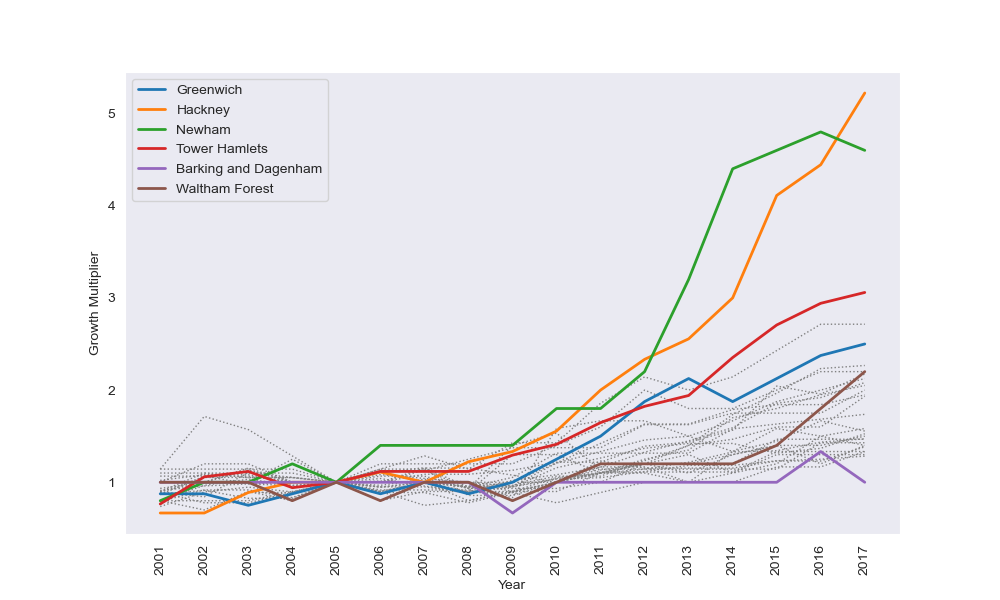 Greenwich
Hackney
Newham
Tower Hamlets
Barking and Dagenham
Waltham Forest
5
4
3
2
1
Growth Multiplier
2001 2002 2003 2004 2005 2006 2007 2008 2009 2010 2011 2012 2013 2014 2015 2016 2017
Year